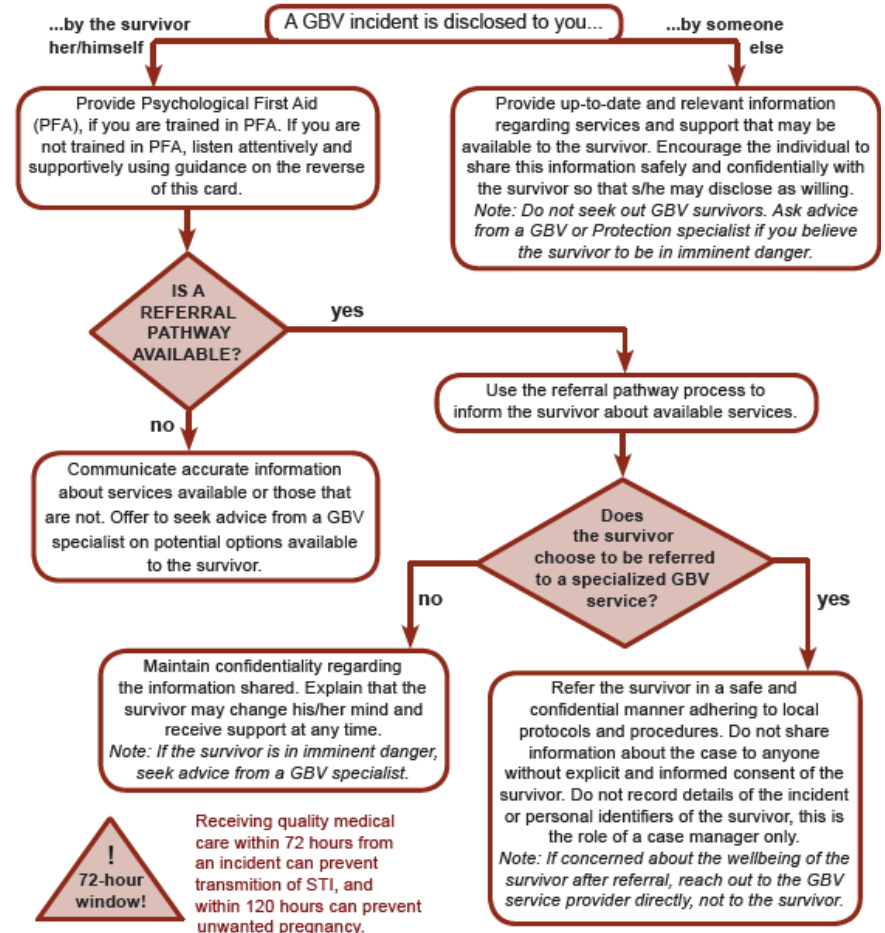 A GBV incident is disclosed to you...
...by the survivor
her/himself
...by someone
else
Provide Psychological First Aid
(PFA), if you are trained in PFA. If you are
not trained in PFA, listen attentively and
supportively using guidance on the reverse
of this card.
Provide up-to-date and relevant information
regarding services and support that may be
available to the survivor. Encourage the individual to
share this information safely and confidentially with
the survivor so that s/he may disclose as willing.
Note: Do not seek out GBV survivors. Ask advice
from a GBV or Protection specialist if you believe
the survivor to be in imminent danger.
IS A
REFERRAL
PATHWAY
AVAILABLE?
yes
Use the referral pathway process to
inform the survivor about available services.
no
Communicate accurate information
about services available or those that
are not. Offer to seek advice from a GBV
specialist on potential options available
to the survivor.
Does
the survivor
choose to be referred
to a specialized GBV
service?
no
yes
Maintain confidentiality regarding
the information shared. Explain that the
survivor may change his/her mind and
receive support at any time.
Note: If the survivor is in imminent danger,
seek advice from a GBV specialist.
Refer the survivor in a safe and
confidential manner adhering to local
protocols and procedures. Do not share
information about the case to anyone
without explicit and informed consent of the
survivor. Do not record details of the incident
or personal identifiers of the survivor, this is
the role of a case manager only.
Note: If concerned about the wellbeing of the
survivor after referral, reach out to the GBV
service provider directly, not to the survivor.
!
72-hour
window!
Receiving quality medical
care within 72 hours from
an incident can prevent
transmition of STI, and
within 120 hours can prevent
unwanted pregnancy.